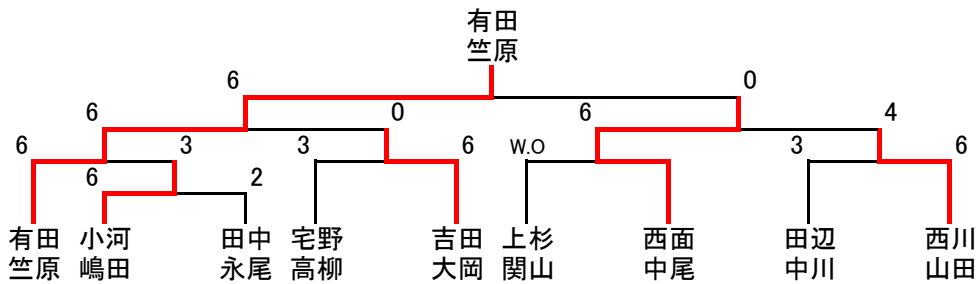 有田
竺原
6 0
6 0 6 4
6 3 3 6 W.O 3 6
6 2
有田 小河 田中 宅野 吉田 上杉 西面 田辺 西川
竺原 嶋田 永尾 高柳 大岡 関山 中尾 中川 山田